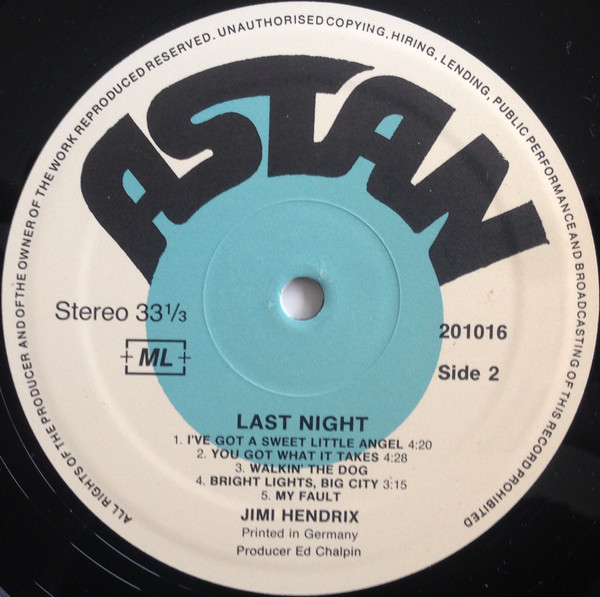 ALL RIGHTS OF THE PRODUCER AND OF THE OWNER OF THE WORK REPRODUCED RESERVED. UNAUTHORISED COPYING, HIRING, LENDING, PUBLIC PERFORMANCE AND BROADCASTING OF THIS RECORD PROHIBITED
ASTAN
Stereo 33 1/3
201016
ML
Side 2
LAST NIGHT
1. I'VE GOT A SWEET LITTLE ANGEL 4:20
2. YOU GOT WHAT IT TAKES 4:28
3. WALKIN' THE DOG
4. BRIGHT LIGHTS, BIG CITY 3:15
5. MY FAULT
JIMI HENDRIX
Printed in Germany
Producer Ed Chalpin